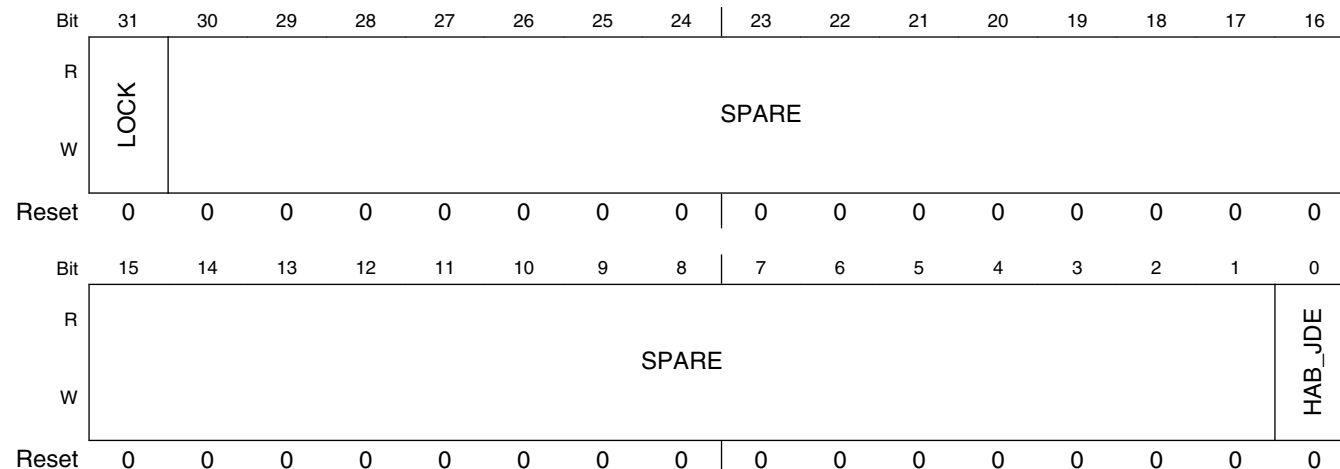 Bit 31 30 29 28 27 26 25 24 23 22 21 20 19 18 17 16
R
LOCK
SPARE
W
Reset 0 0 0 0 0 0 0 0 0 0 0 0 0 0 0 0
Bit 15 14 13 12 11 10 9 8 7 6 5 4 3 2 1 0
R
SPARE
HAB_JDE
W
Reset 0 0 0 0 0 0 0 0 0 0 0 0 0 0 0 0